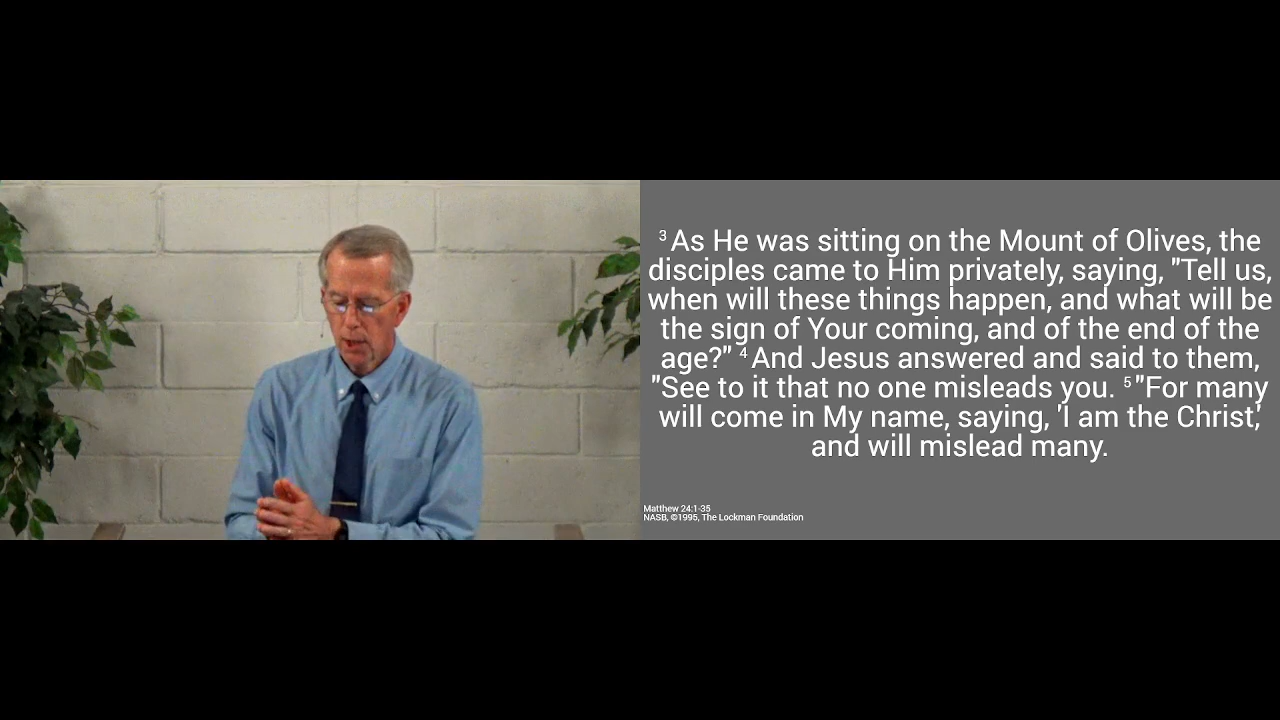 3 As He was sitting on the Mount of Olives, the
disciples came to Him privately, saying, "Tell us,
when will these things happen, and what will be
the sign of Your coming, and of the end of the
age?" 4 And Jesus answered and said to them,
"See to it that no one misleads you. 5 "For many
will come in My name, saying, 'I am the Christ,'
and will mislead many.
Matthew 24:1-35
NASB, ©1995, The Lockman Foundation